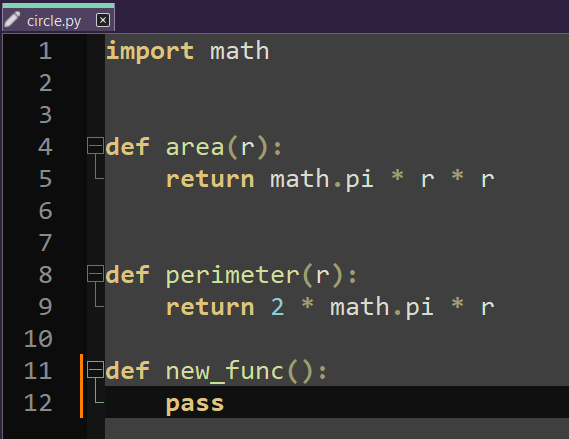 circle.py
1 import math
2
3
4 def area(r):
5     return math.pi * r * r
6
7
8 def perimeter(r):
9     return 2 * math.pi * r
10
11 def new_func():
12     pass